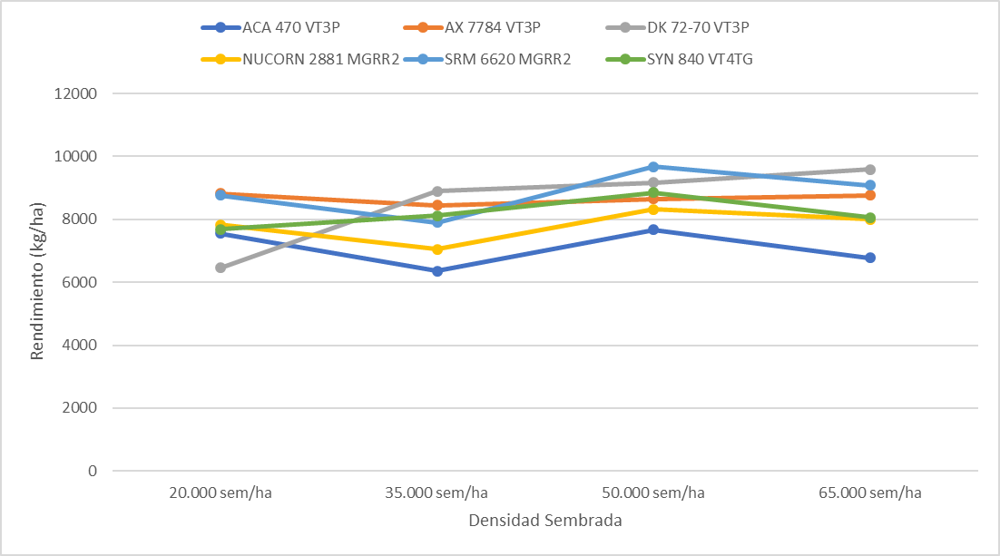 ACA 470 VT3P AX 7784 VT3P DK 72-70 VT3P
NUCORN 2881 MGRR2 SRM 6620 MGRR2 SYN 840 VT4TG
12000
10000
8000
6000
4000
2000
0
Rendimiento (kg/ha)
20.000 sem/ha 35.000 sem/ha 50.000 sem/ha 65.000 sem/ha
Densidad Sembrada